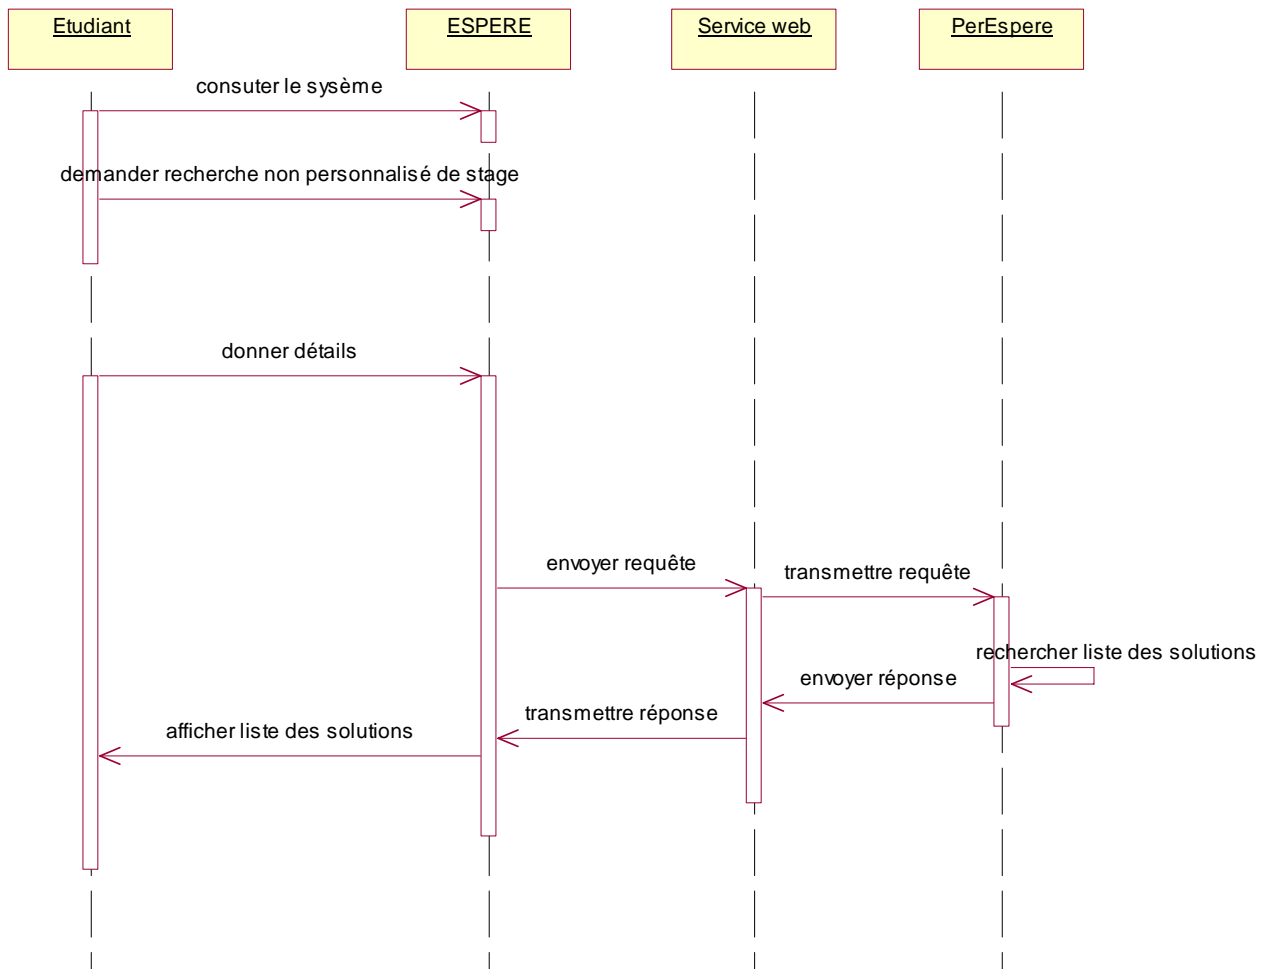 Etudiant
ESPERE
Service web
PerEspere
consuter le sysème
demander recherche non personnalisé de stage
donner détails
envoyer requête
transmettre requête
rechercher liste des solutions
envoyer réponse
transmettre réponse
afficher liste des solutions